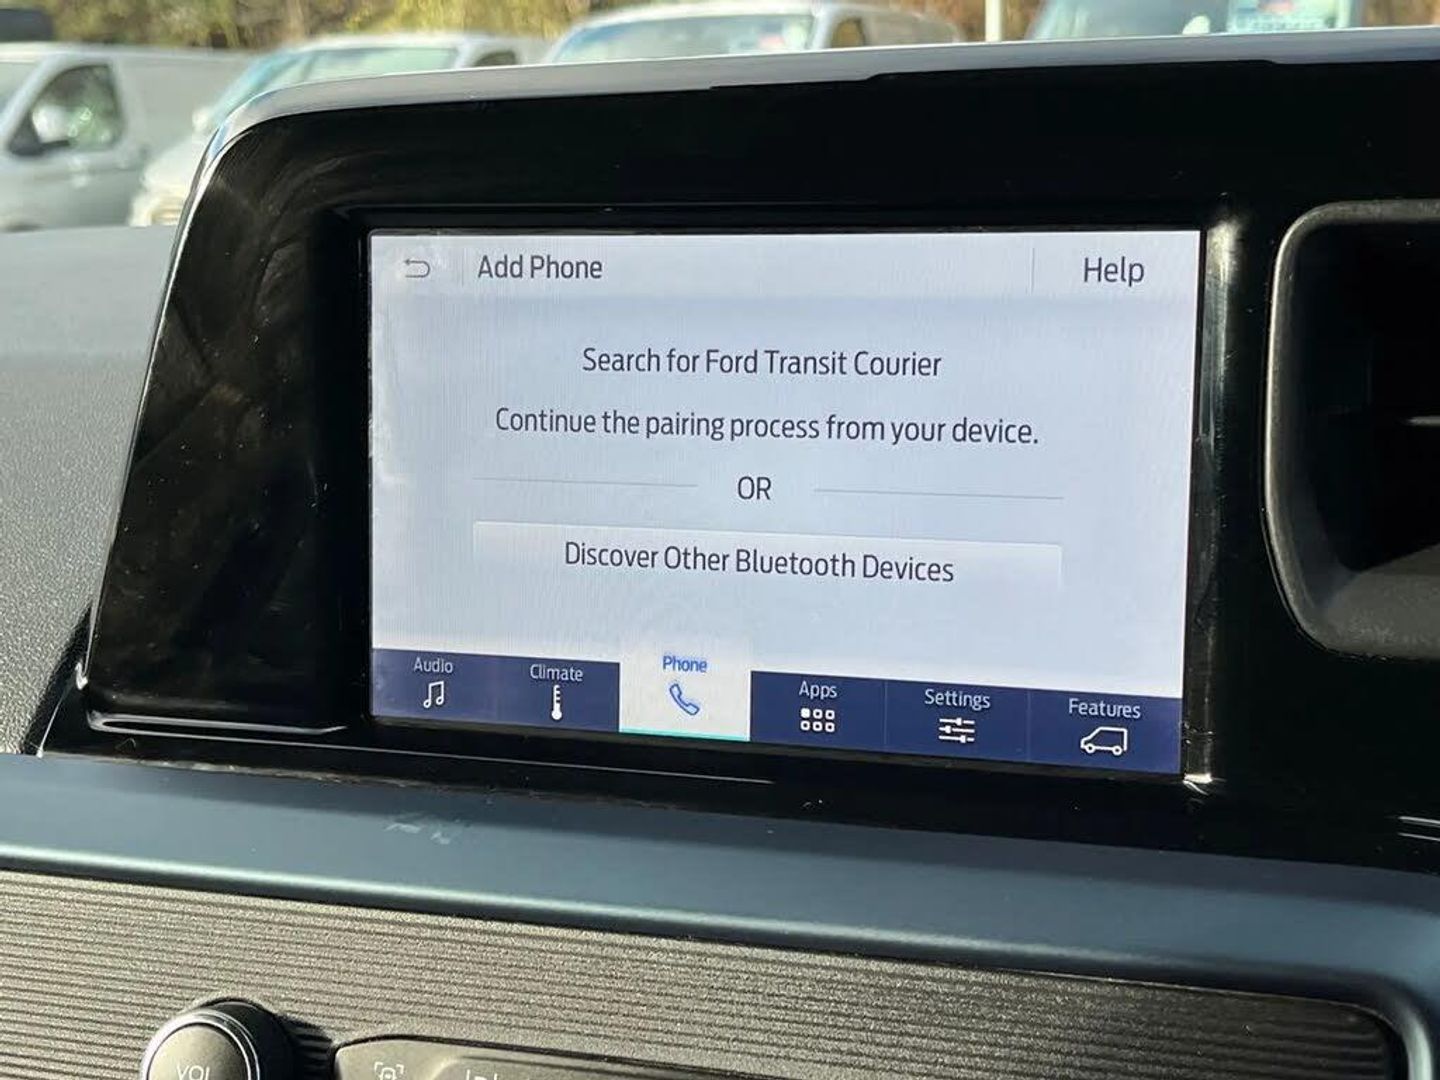 Add Phone
Help
Search for Ford Transit Courier
Continue the pairing process from your device.
OR
Discover Other Bluetooth Devices
Audio
Climate
Phone
Apps
Settings
Features
VOL